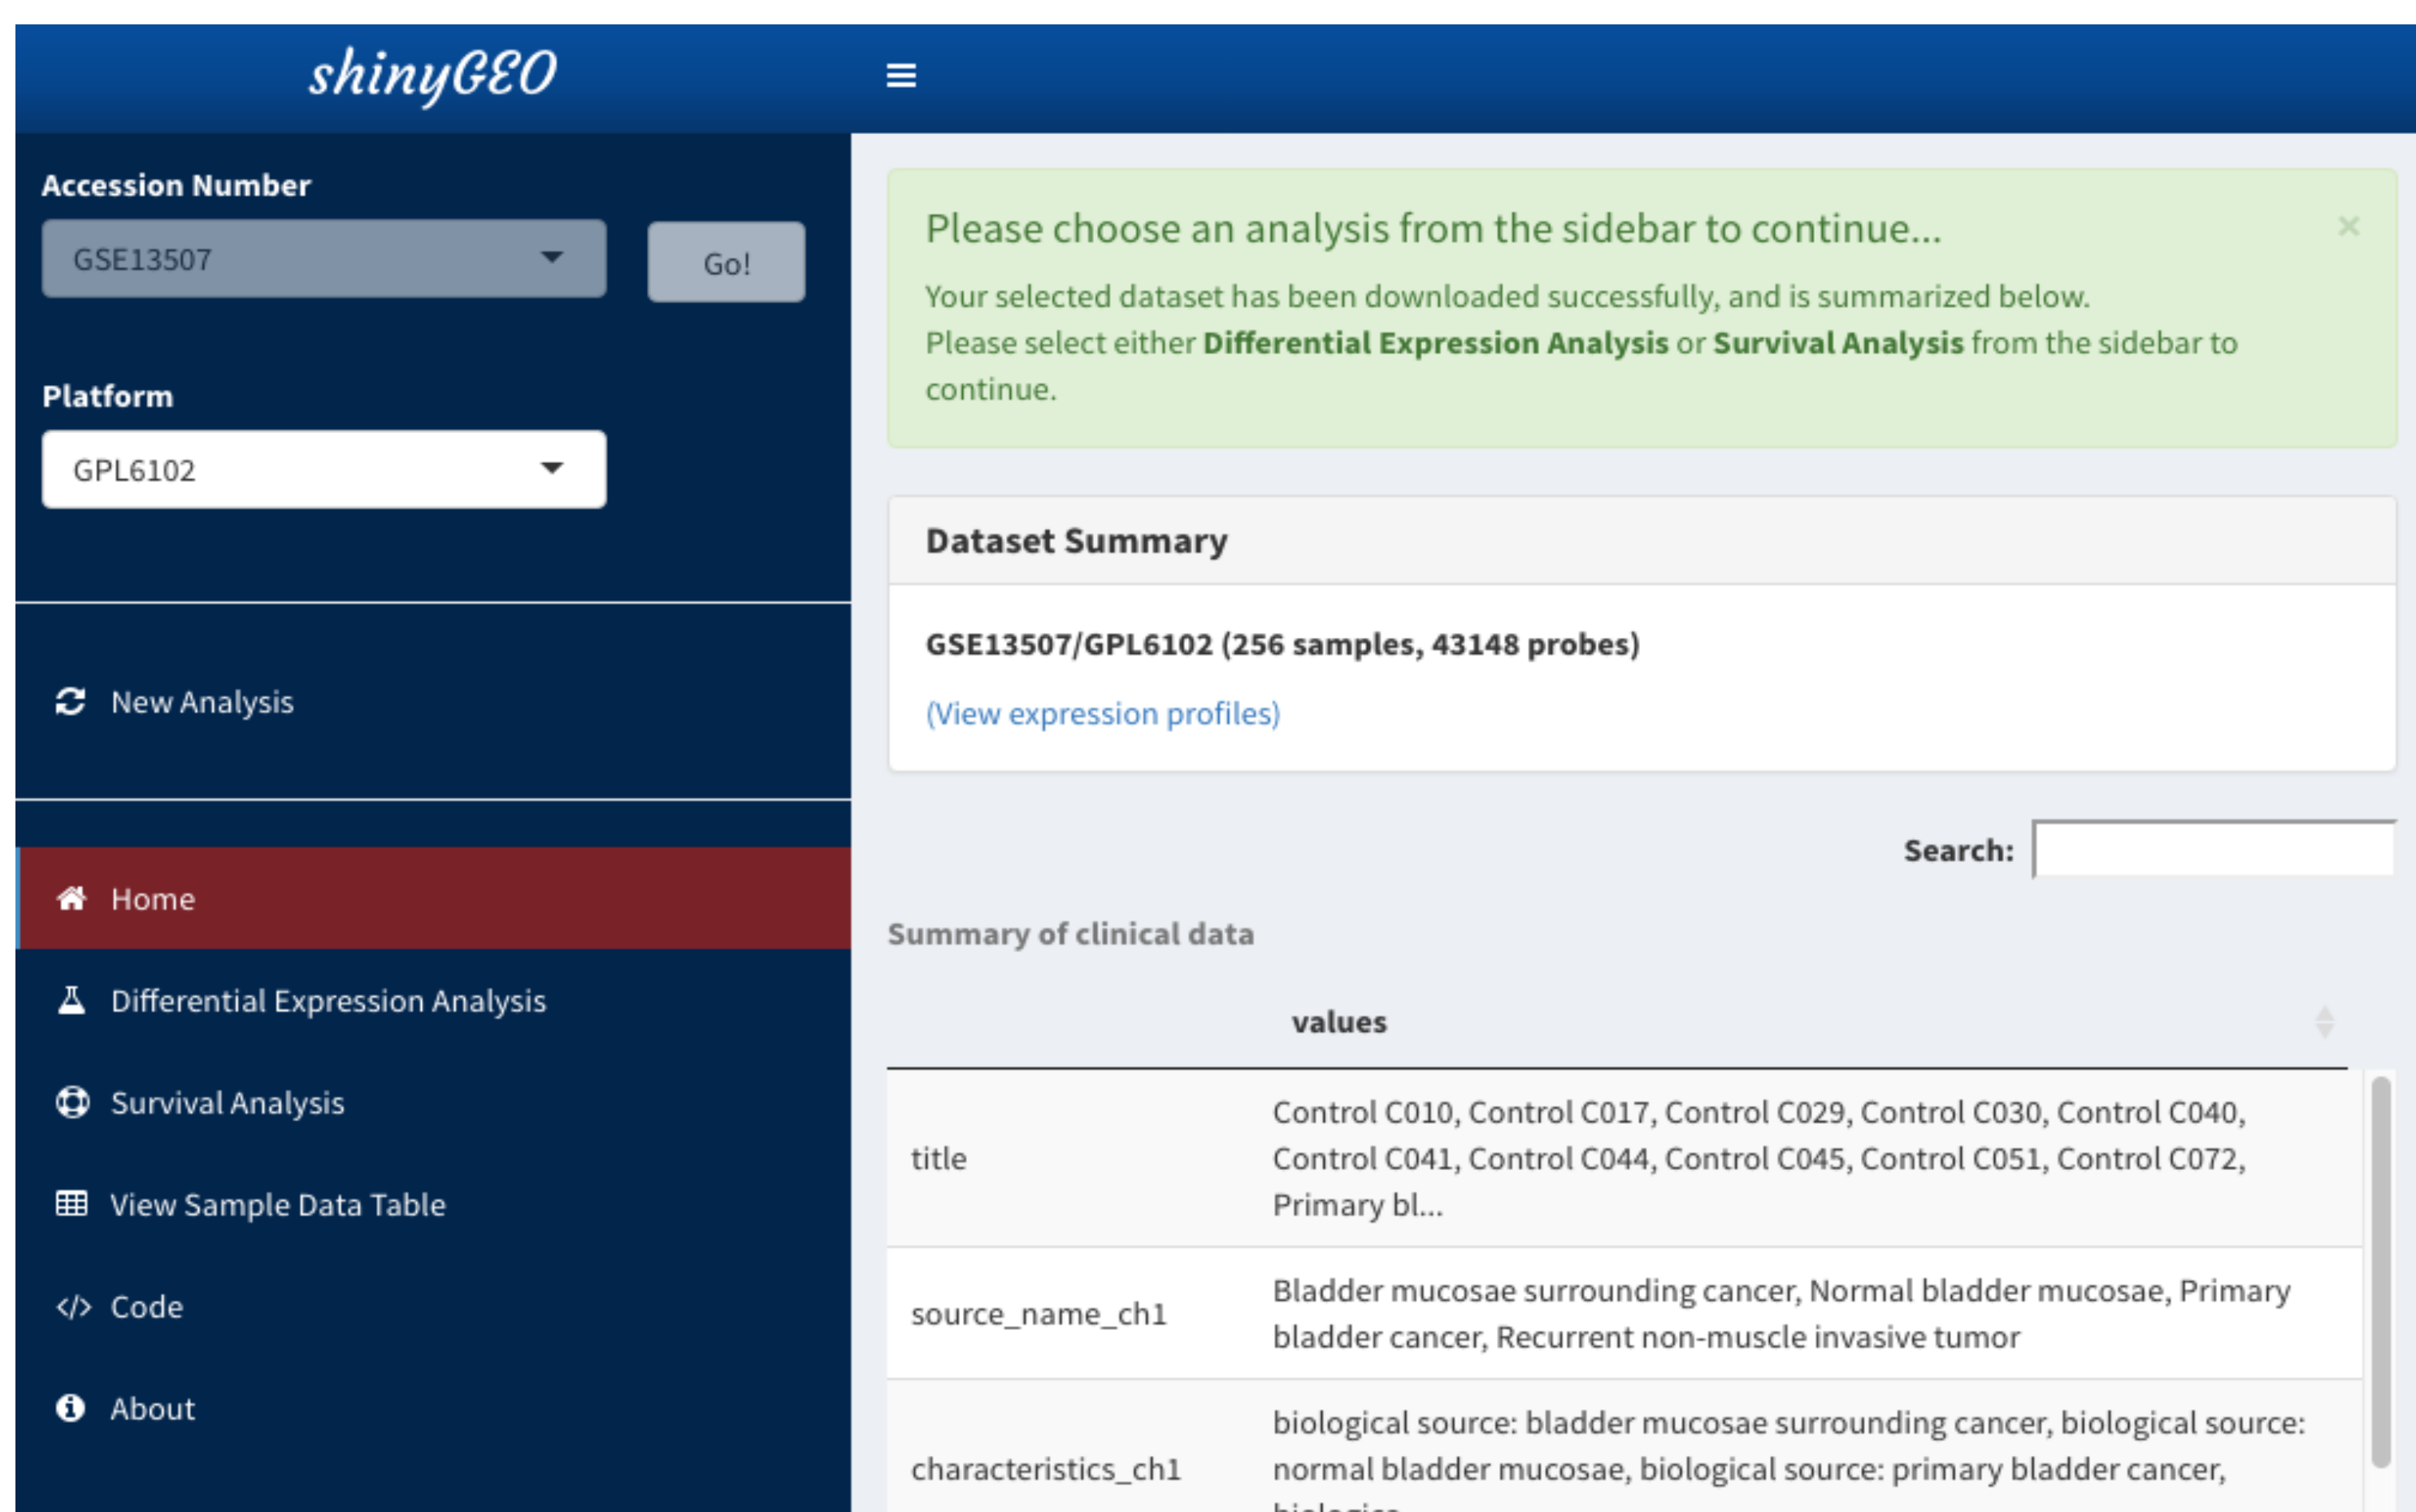 shinyGEO
Accession Number
GSE13507
Go!
Platform
GPL6102
New Analysis
Home
Differential Expression Analysis
Survival Analysis
View Sample Data Table
</> Code
About
Please choose an analysis from the sidebar to continue...
×
Your selected dataset has been downloaded successfully, and is summarized below.
Please select either Differential Expression Analysis or Survival Analysis from the sidebar to
continue.
Dataset Summary
GSE13507/GPL6102 (256 samples, 43148 probes)
(View expression profiles)
Search:
Summary of clinical data
values
title
Control C010, Control C017, Control C029, Control C030, Control C040,
Control C041, Control C044, Control C045, Control C051, Control C072,
Primary bl...
source_name_ch1
Bladder mucosae surrounding cancer, Normal bladder mucosae, Primary
bladder cancer, Recurrent non-muscle invasive tumor
characteristics_ch1
biological source: bladder mucosae surrounding cancer, biological source:
normal bladder mucosae, biological source: primary bladder cancer,